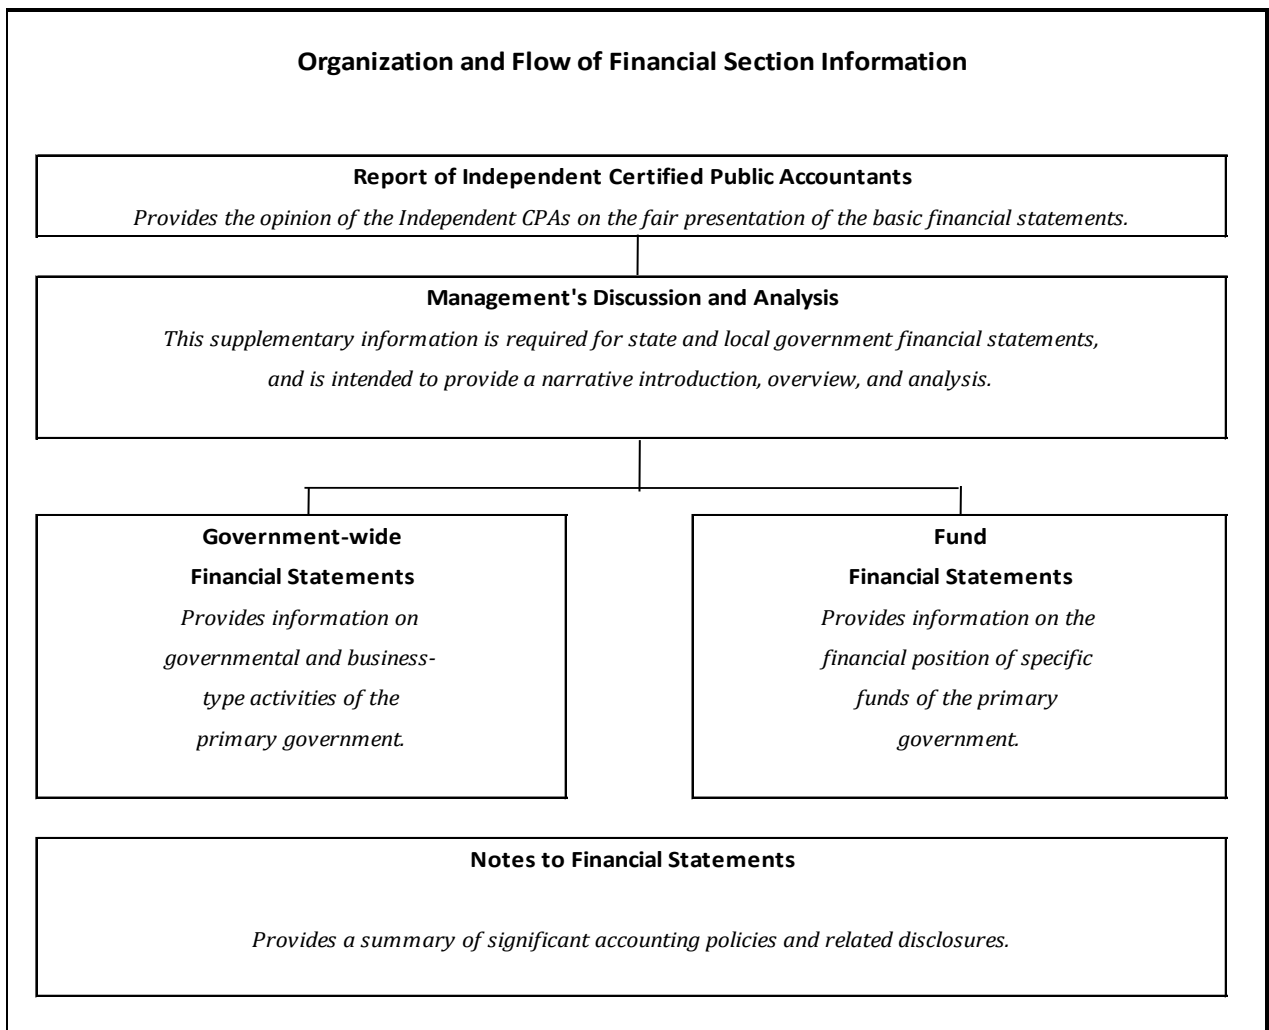 Organization and Flow of Financial Section Information
Report of Independent Certified Public Accountants
Provides the opinion of the Independent CPAs on the fair presentation of the basic financial statements.
Management's Discussion and Analysis
This supplementary information is required for state and local government financial statements,
and is intended to provide a narrative introduction, overview, and analysis.
Government-wide
Financial Statements
Provides information on
governmental and business-
type activities of the
primary government.
Fund
Financial Statements
Provides information on the
financial position of specific
funds of the primary
government.
Notes to Financial Statements
Provides a summary of significant accounting policies and related disclosures.